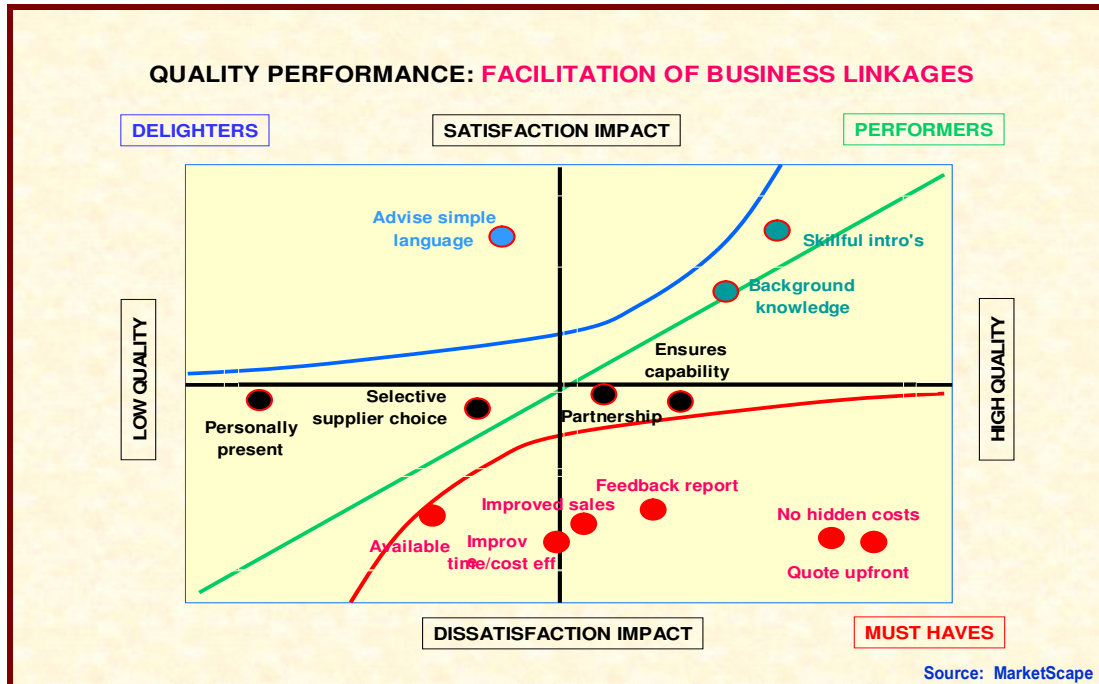 QUALITY PERFORMANCE: FACILITATION OF BUSINESS LINKAGES
DELIGHTERS
SATISFACTION IMPACT
PERFORMERS
Advise simple
language
Skillful intro's
Background
knowledge
LOW QUALITY
HIGH QUALITY
Ensures
capability
Selective
supplier choice
Partnership
Personally
present
Feedback report
Improved sales
No hidden costs
Available
Improv
e
time/cost eff
Quote upfront
DISSATISFACTION IMPACT
MUST HAVES
Source: MarketScape